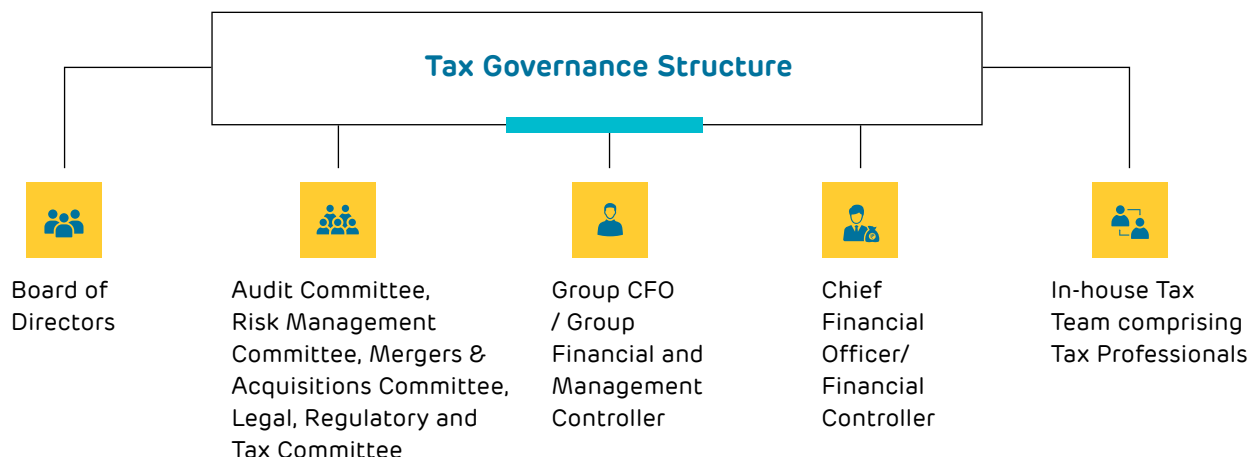 Tax Governance Structure
Board of
Directors
Audit Committee,
Risk Management
Committee, Mergers &
Acquisitions Committee,
Legal, Regulatory and
Tax Committee
Group CFO
/ Group
Financial and
Management
Controller
Chief
Financial
Officer/
Financial
Controller
In-house Tax
Team comprising
Tax Professionals